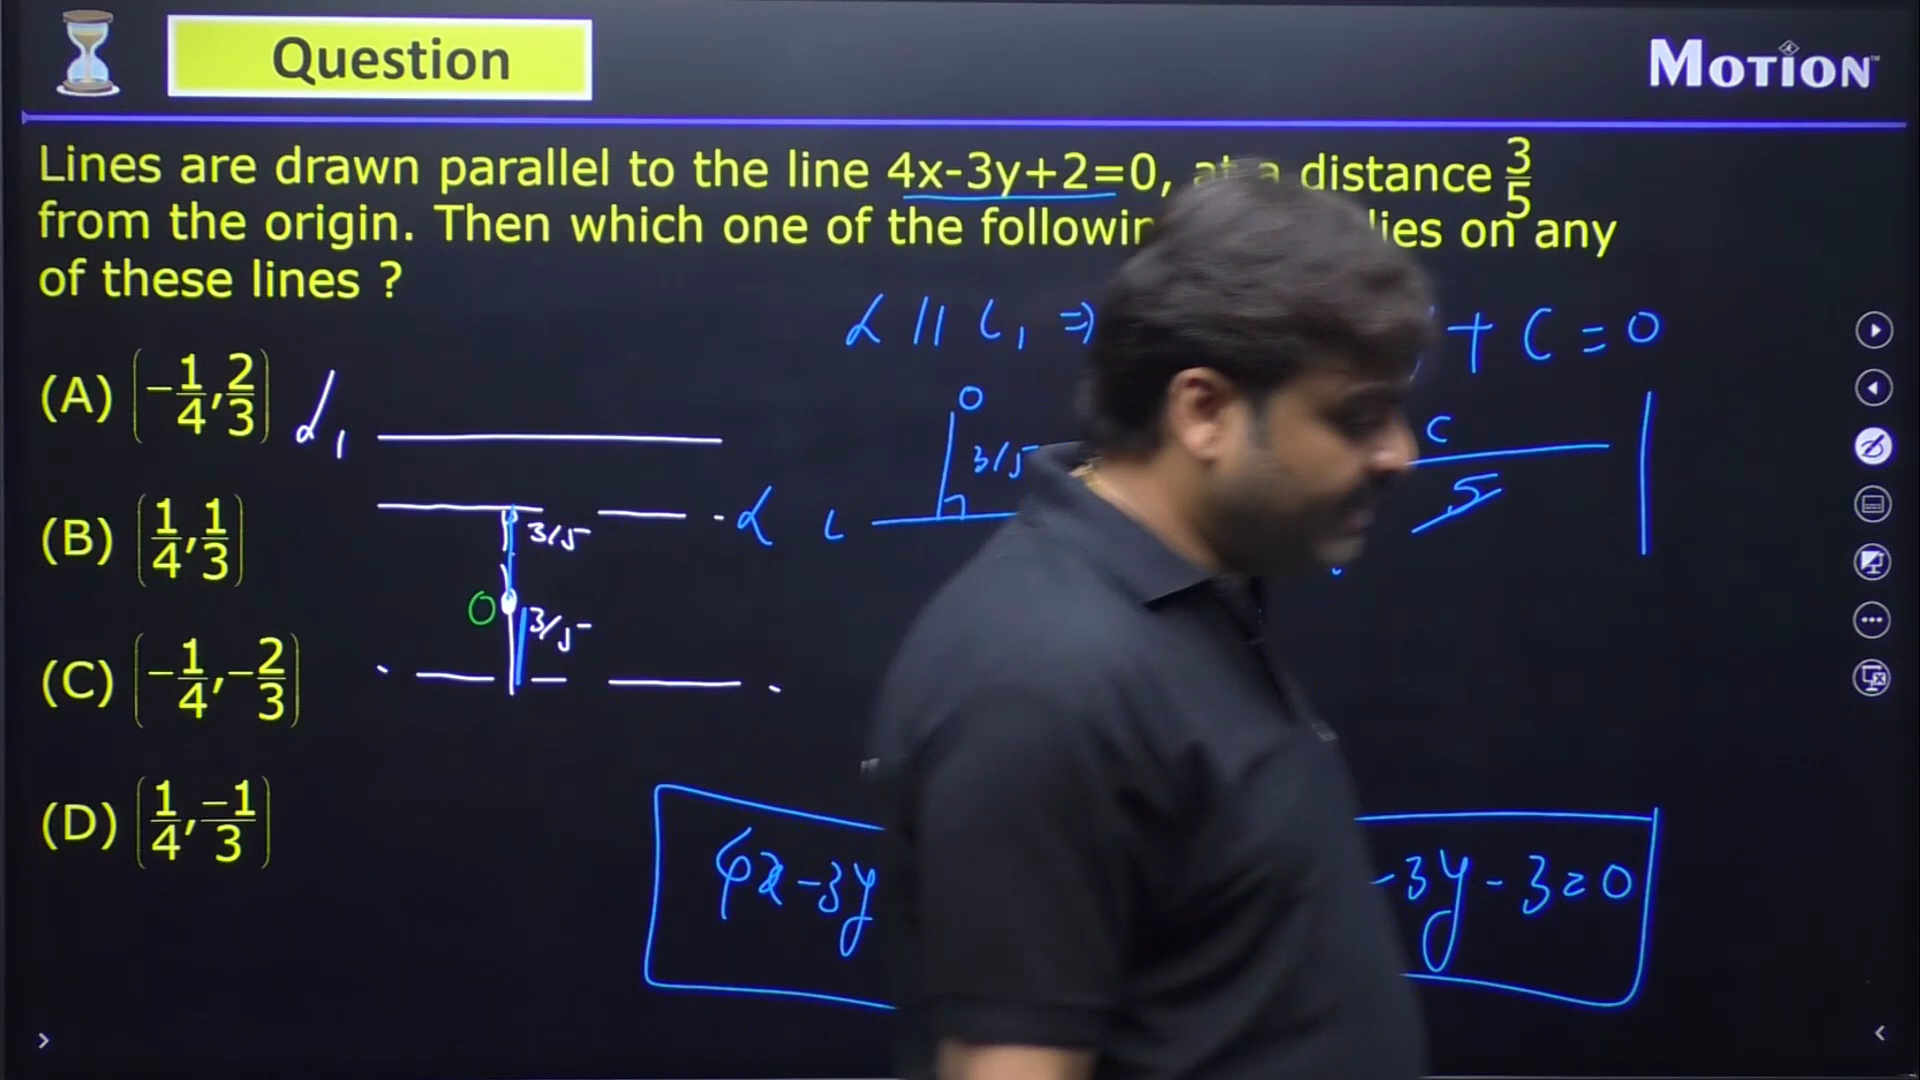 Question
MOTION
Lines are drawn parallel to the line 4x-3y+2=0, at a distance 3/5
from the origin. Then which one of the lies on any
of these lines ?
L // L₁ ⇒ + C = 0
(A) (-1/4, 2/3)
L₁
0
3/5
C
5
(B) (1/4, 1/3)
3/5
L
L
0
3/5
(C) (-1/4, -2/3)
(D) (1/4, -1/3)
4x-3y
-3y-3=0